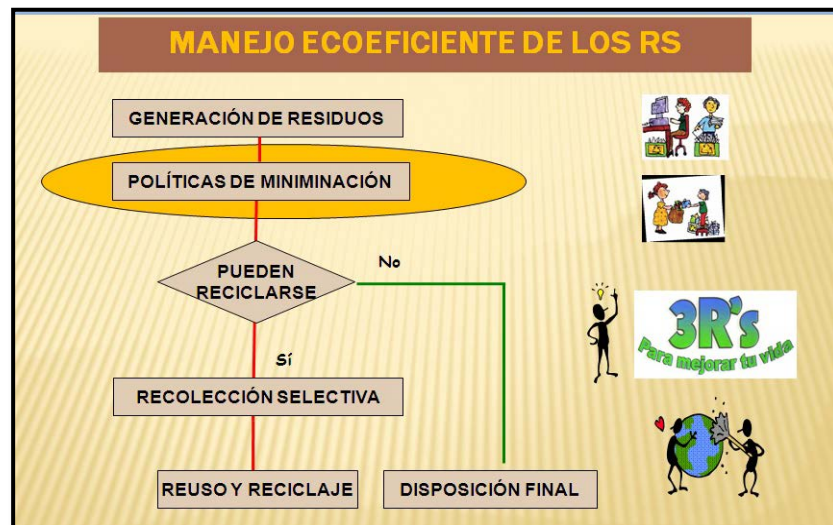 MANEJO ECOEFICIENTE DE LOS RS
GENERACIÓN DE RESIDUOS
POLÍTICAS DE MINIMINACIÓN
PUEDEN
RECICLARSE
No
Sí
3R's
Para mejorar tu vida
RECOLECCIÓN SELECTIVA
REUSO Y RECICLAJE
DISPOSICIÓN FINAL